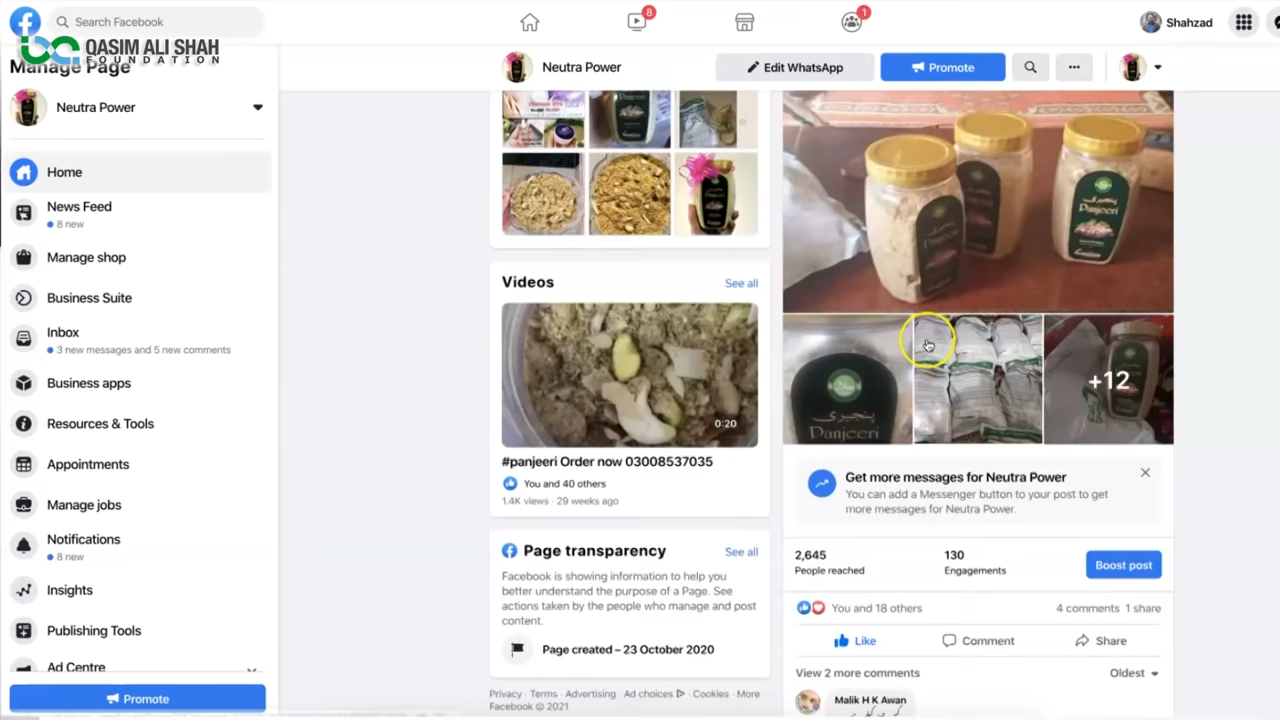 Search Facebook
8
1
Shahzad
QASIM ALI SHAH
FOUNDATION
Manage Page
Neutra Power
Edit WhatsApp
Promote
Neutra Power
Home
News Feed
8 new
Manage shop
Business Suite
Inbox
3 new messages and 5 new comments
Business apps
Resources & Tools
Appointments
Manage jobs
Notifications
8 new
Insights
Publishing Tools
Ad Centre
Promote
Videos
See all
0:20
#panjeeri Order now 03008537035
You and 40 others
1.4K views · 29 weeks ago
Page transparency
See all
Facebook is showing information to help you
better understand the purpose of a Page. See
actions taken by the people who manage and post
content.
Page created – 23 October 2020
Privacy · Terms · Advertising · Ad choices · Cookies · More ·
Facebook © 2021
پنجیری
Panjeeri
پنجیری
Panjeeri
+12
Get more messages for Neutra Power
You can add a Messenger button to your post to get
more messages for Neutra Power.
2,645
People reached
130
Engagements
Boost post
You and 18 others
4 comments 1 share
Like
Comment
Share
View 2 more comments
Oldest
Malik H K Awan